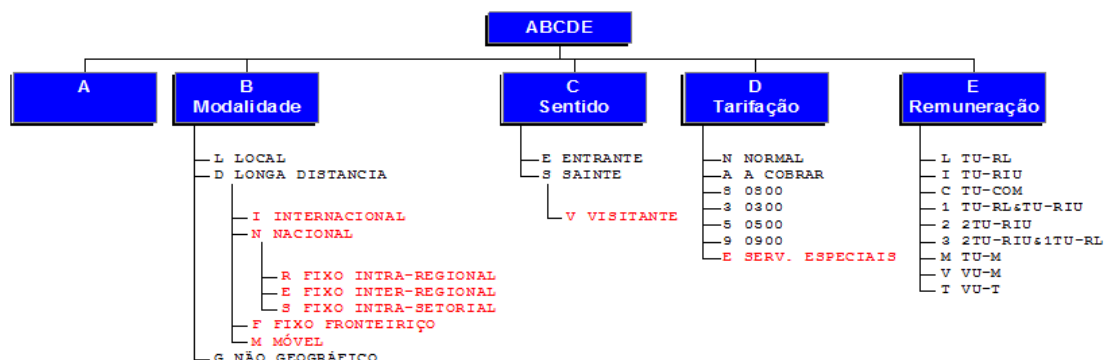 ABCDE
A
B
Modalidade
C
Sentido
D
Tarifação
E
Remuneração
L LOCAL
D LONGA DISTANCIA
I INTERNACIONAL
N NACIONAL
R FIXO INTRA-REGIONAL
E FIXO INTER-REGIONAL
S FIXO INTRA-SETORIAL
F FIXO FRONTEIRIÇO
M MÓVEL
G NÃO GEOGRÁFICO
E ENTRANTE
S SAINTE
V VISITANTE
N NORMAL
A A COBRAR
8 0800
3 0300
5 0500
9 0900
E SERV. ESPECIAIS
L TU-RL
I TU-RIU
C TU-COM
1 TU-RL&TU-RIU
2 2TU-RIU
3 2TU-RIU&1TU-RL
M TU-M
V VU-M
T VU-T